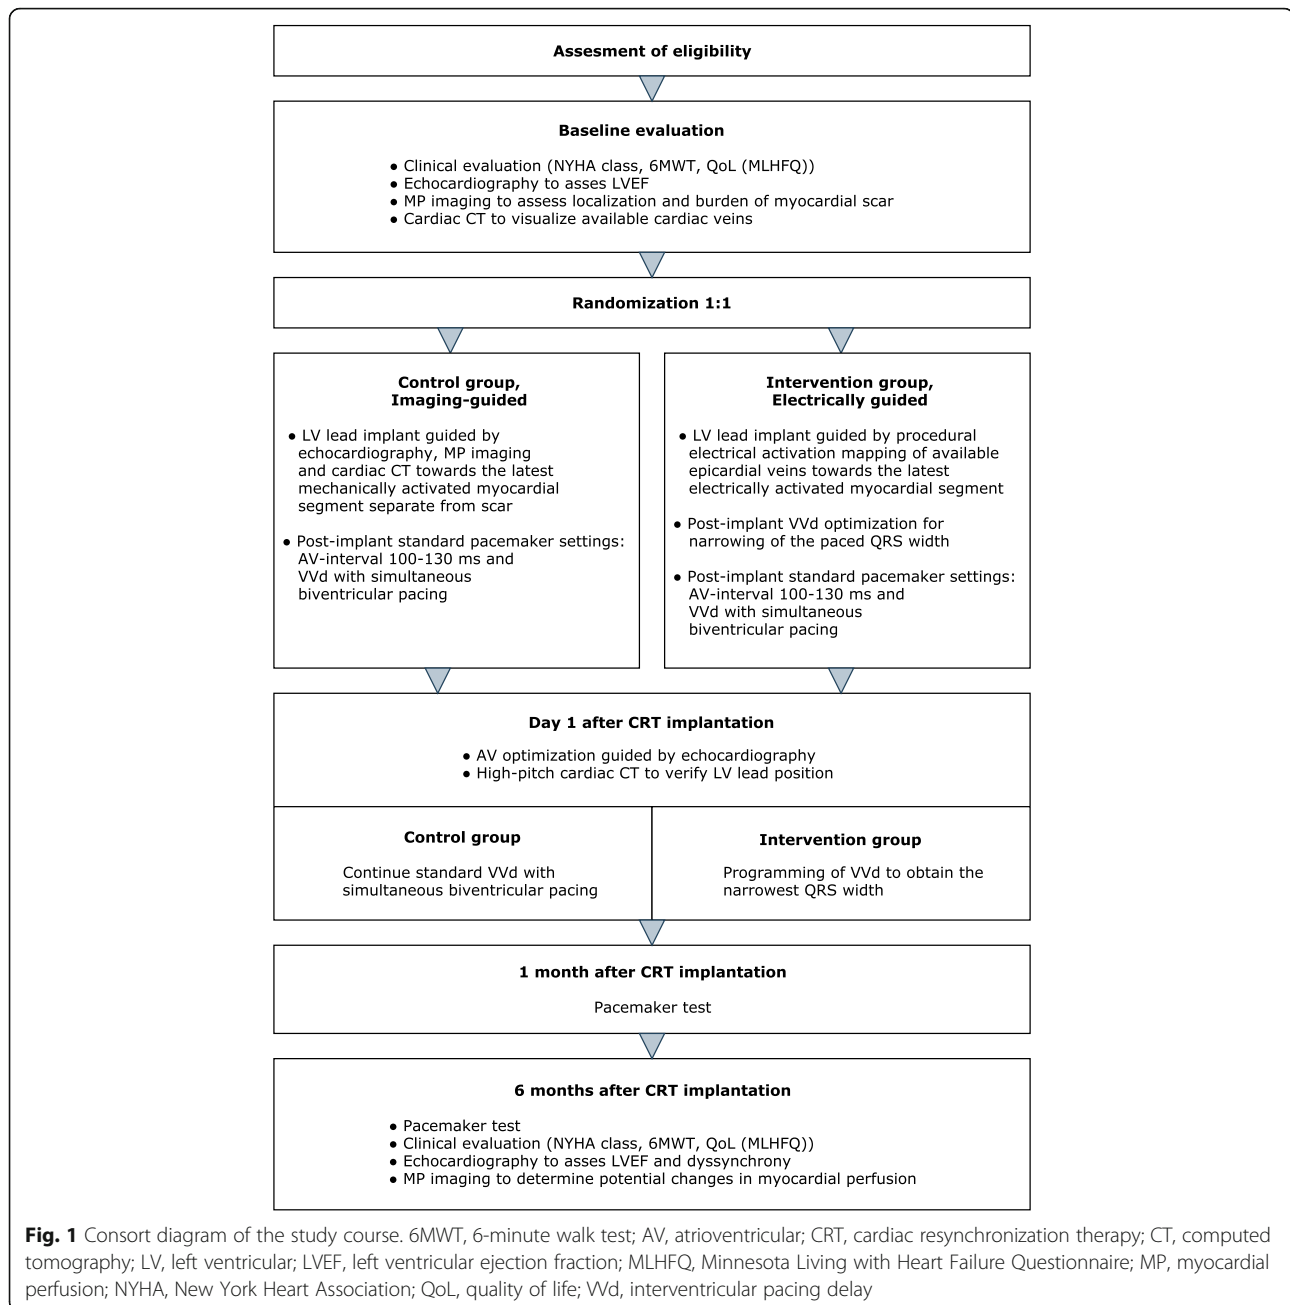 Assesment of eligibility
Baseline evaluation
● Clinical evaluation (NYHA class, 6MWT, QoL (MLHFQ))
● Echocardiography to asses LVEF
● MP imaging to assess localization and burden of myocardial scar
● Cardiac CT to visualize available cardiac veins
Randomization 1:1
Control group,
Imaging-guided
● LV lead implant guided by
echocardiography, MP imaging
and cardiac CT towards the latest
mechanically activated myocardial
segment separate from scar
● Post-implant standard pacemaker settings:
AV-interval 100-130 ms and
VVd with simultaneous
biventricular pacing
Intervention group,
Electrically guided
● LV lead implant guided by procedural
electrical activation mapping of available
epicardial veins towards the latest
electrically activated myocardial segment
● Post-implant VVd optimization for
narrowing of the paced QRS width
● Post-implant standard pacemaker settings:
AV-interval 100-130 ms and
VVd with simultaneous
biventricular pacing
Day 1 after CRT implantation
● AV optimization guided by echocardiography
● High-pitch cardiac CT to verify LV lead position
Control group
Continue standard VVd with
simultaneous biventricular pacing
Intervention group
Programming of VVd to obtain the
narrowest QRS width
1 month after CRT implantation
Pacemaker test
6 months after CRT implantation
● Pacemaker test
● Clinical evaluation (NYHA class, 6MWT, QoL (MLHFQ))
● Echocardiography to asses LVEF and dyssynchrony
● MP imaging to determine potential changes in myocardial perfusion
Fig. 1 Consort diagram of the study course. 6MWT, 6-minute walk test; AV, atrioventricular; CRT, cardiac resynchronization therapy; CT, computed
tomography; LV, left ventricular; LVEF, left ventricular ejection fraction; MLHFQ, Minnesota Living with Heart Failure Questionnaire; MP, myocardial
perfusion; NYHA, New York Heart Association; QoL, quality of life; VVd, interventricular pacing delay